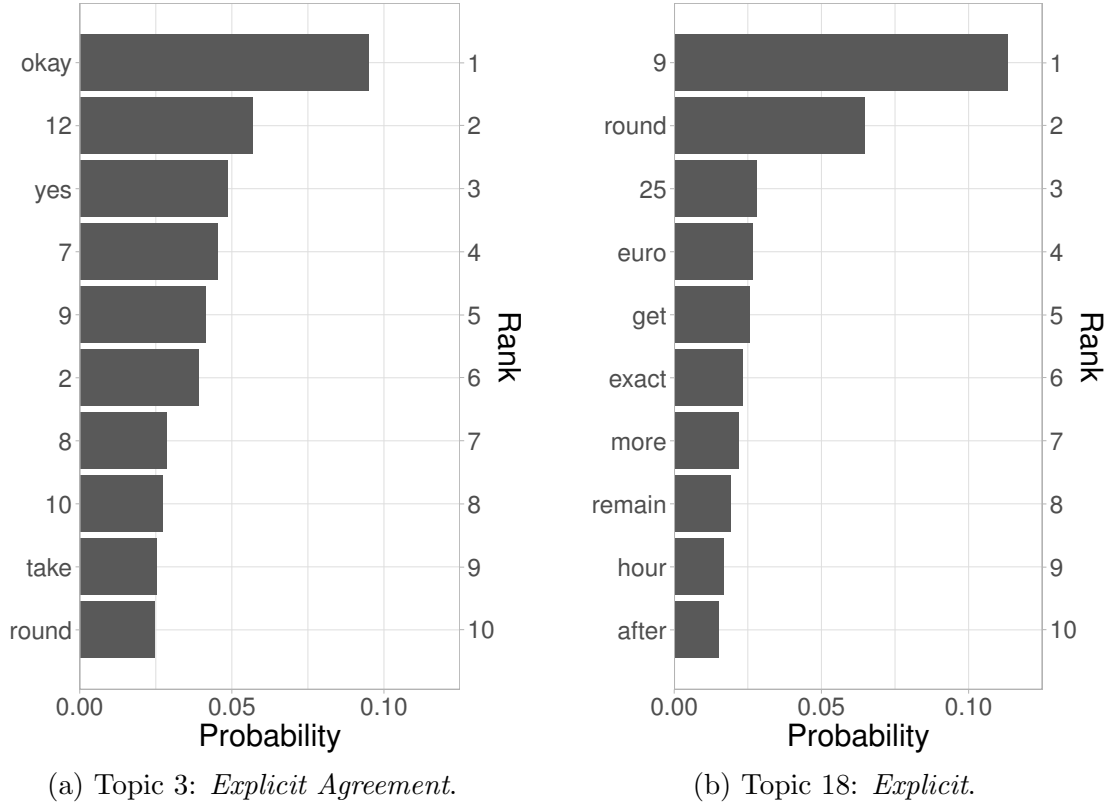 okay
12
yes
7
9
2
8
10
take
round
1
2
3
4
5
6
7
8
9
10
Rank
0.00 0.05 0.10
Probability
(a) Topic 3: Explicit Agreement.
9
round
25
euro
get
exact
more
remain
hour
after
1
2
3
4
5
6
7
8
9
10
Rank
0.00 0.05 0.10
Probability
(b) Topic 18: Explicit.